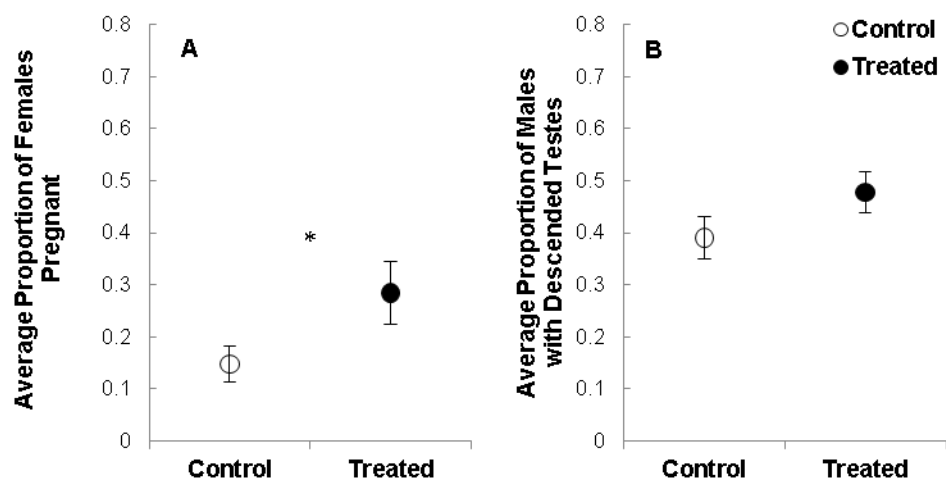 A
Average Proportion of Females
Pregnant
0.8
0.7
0.6
0.5
0.4
0.3
0.2
0.1
0
*
Control
Treated
B
Control
Treated
Average Proportion of Males
with Descended Testes
0.8
0.7
0.6
0.5
0.4
0.3
0.2
0.1
0
Control
Treated